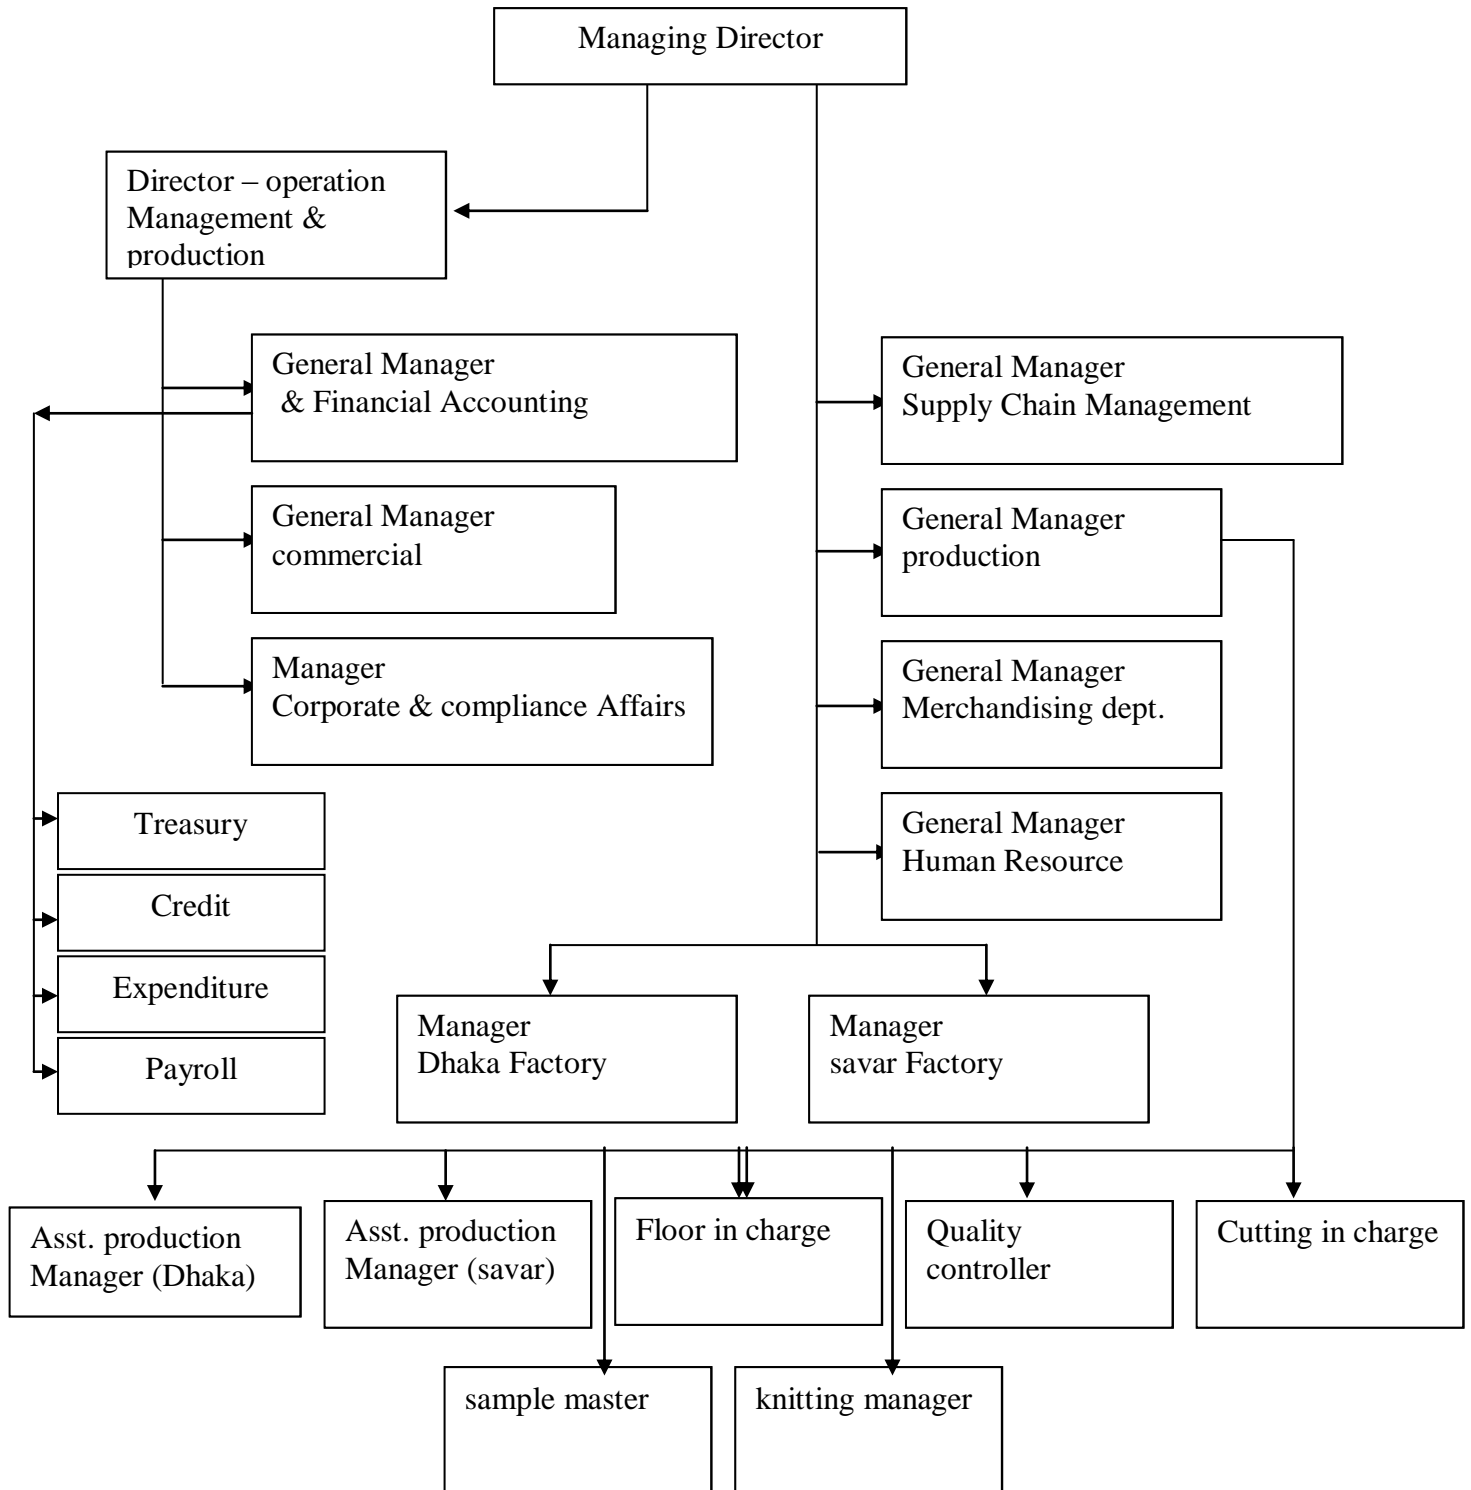 Managing Director
Director – operation
Management &
production
General Manager
& Financial Accounting
General Manager
Supply Chain Management
General Manager
commercial
General Manager
production
Manager
Corporate & compliance Affairs
General Manager
Merchandising dept.
Treasury
General Manager
Human Resource
Credit
Expenditure
Payroll
Manager
Dhaka Factory
Manager
savar Factory
Asst. production
Manager (Dhaka)
Asst. production
Manager (savar)
Floor in charge
Quality
controller
Cutting in charge
sample master
knitting manager